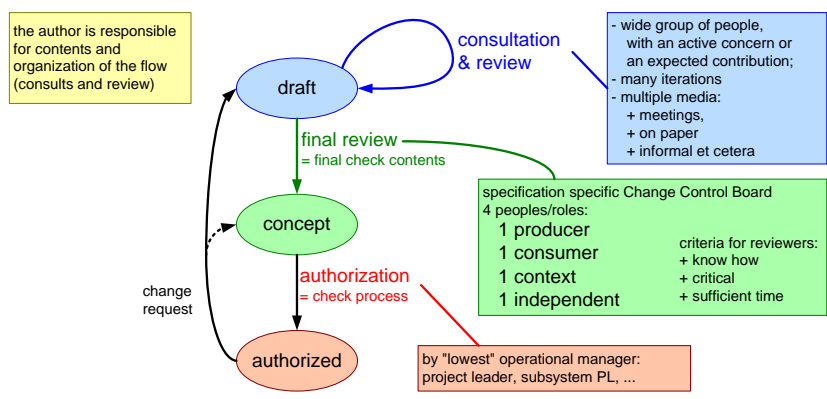 the author is responsible
for contents and
organization of the flow
(consults and review)
consultation
& review
- wide group of people,
with an active concern or
an expected contribution;
- many iterations
- multiple media:
+ meetings,
+ on paper
+ informal et cetera
draft
final review
= final check contents
specification specific Change Control Board
4 peoples/roles:
1 producer
1 consumer
1 context
1 independent
criteria for reviewers:
+ know how
+ critical
+ sufficient time
concept
authorization
= check process
change
request
authorized
by "lowest" operational manager:
project leader, subsystem PL, ...